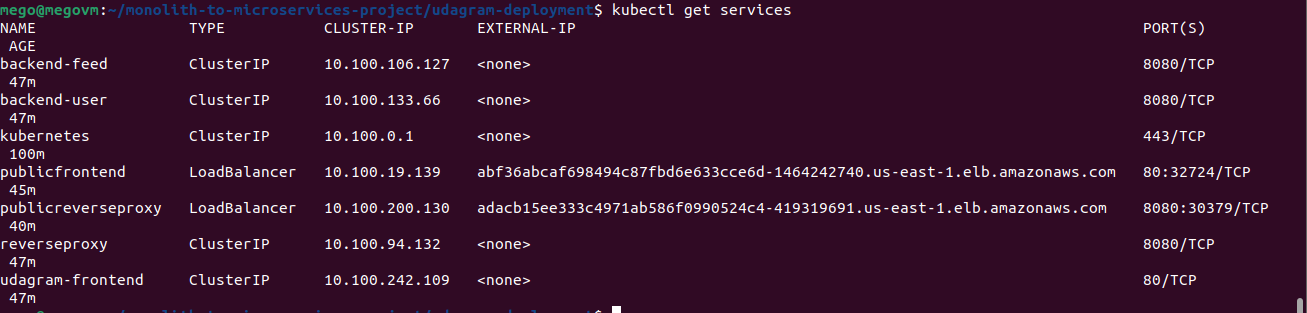 mego@megovm:~/monolith-to-microservices-project/udagram-deployment$ kubectl get services
NAME TYPE CLUSTER-IP EXTERNAL-IP PORT(S)
AGE
backend-feed ClusterIP 10.100.106.127 <none> 8080/TCP
47m
backend-user ClusterIP 10.100.133.66 <none> 8080/TCP
47m
kubernetes ClusterIP 10.100.0.1 <none> 443/TCP
100m
publicfrontend LoadBalancer 10.100.19.139 abf36abcaf698494c87fbd6e633cce6d-1464242740.us-east-1.elb.amazonaws.com 80:32724/TCP
45m
publicreverseproxy LoadBalancer 10.100.200.130 adacb15ee333c4971ab586f0990524c4-419319691.us-east-1.elb.amazonaws.com 8080:30379/TCP
40m
reverseproxy ClusterIP 10.100.94.132 <none> 8080/TCP
47m
udagram-frontend ClusterIP 10.100.242.109 <none> 80/TCP
47m